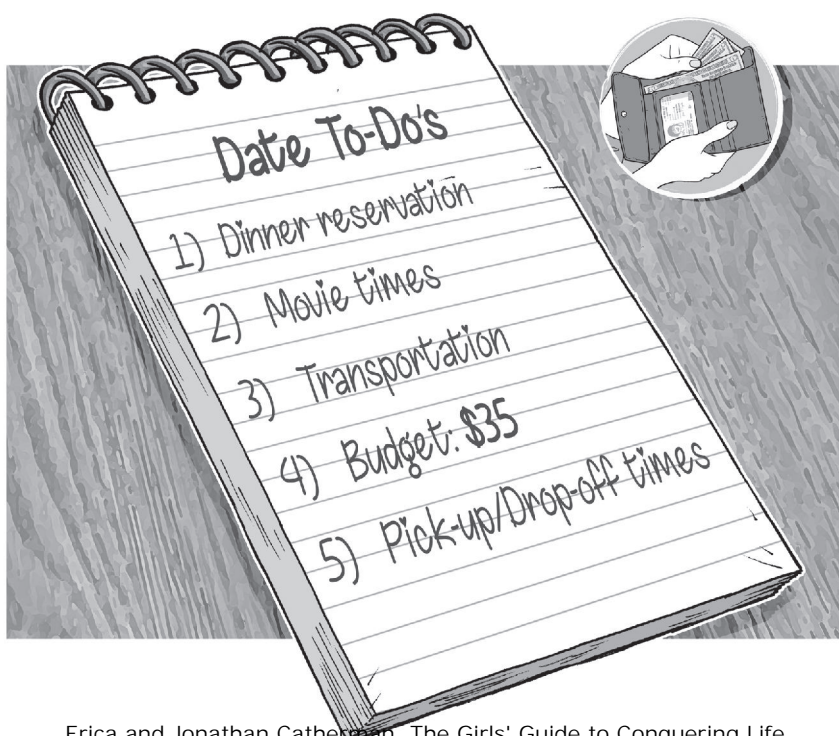 Date To-Do's
1) Dinner reservation
2) Movie times
3) Transportation
4) Budget: $35
5) Pick-up/Drop-off times
Erica and Jonathan Catherman, The Girls' Guide to Conquering Life